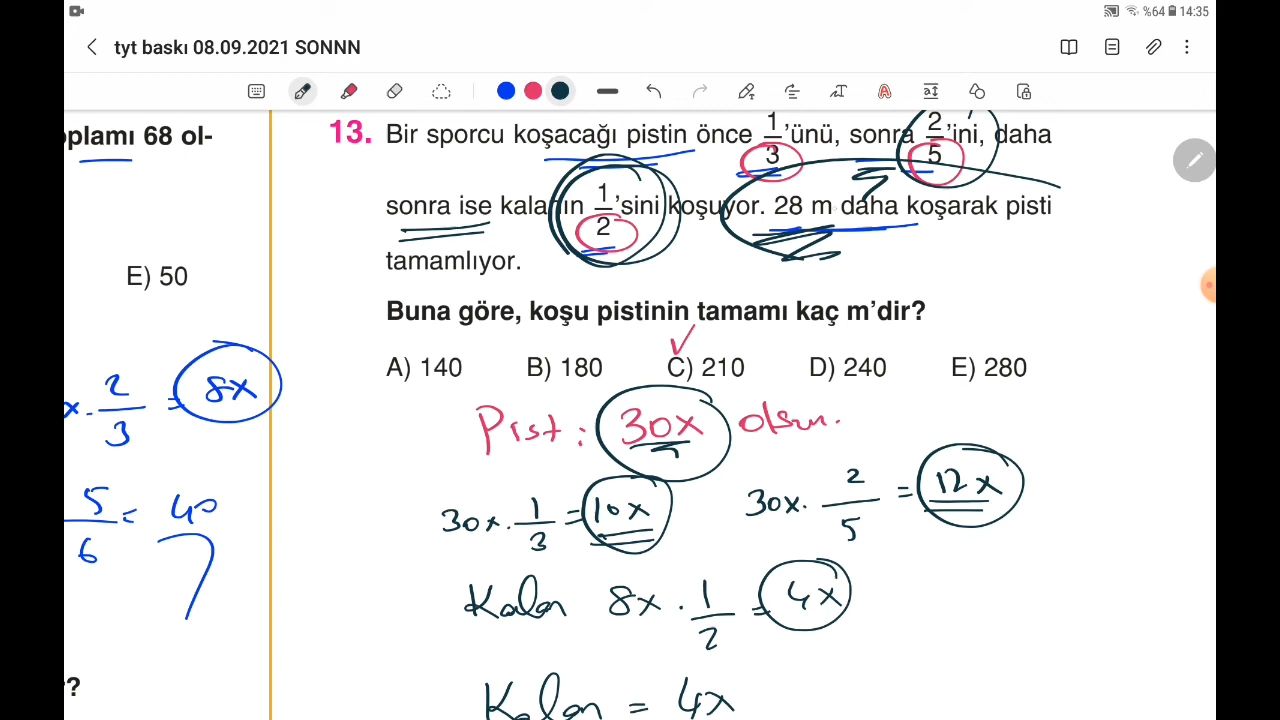 %64 14:35
tyt baskı 08.09.2021 SONNN
oplamı 68 ol-
E) 50
x. 2/3 = 8x
5/6 = 40
?
13. Bir sporcu koşacağı pistin önce 1/3'ünü, sonra 2/5'ini, daha
sonra ise kalanın 1/2'sini koşuyor. 28 m daha koşarak pisti
tamamlıyor.
Buna göre, koşu pistinin tamamı kaç m'dir?
A) 140 B) 180 C) 210 D) 240 E) 280
Pist: 30x olsun.
30x. 1/3 = 10x 30x. 2/5 = 12x
Kalan 8x . 1/2 = 4x
Kalan = 4x